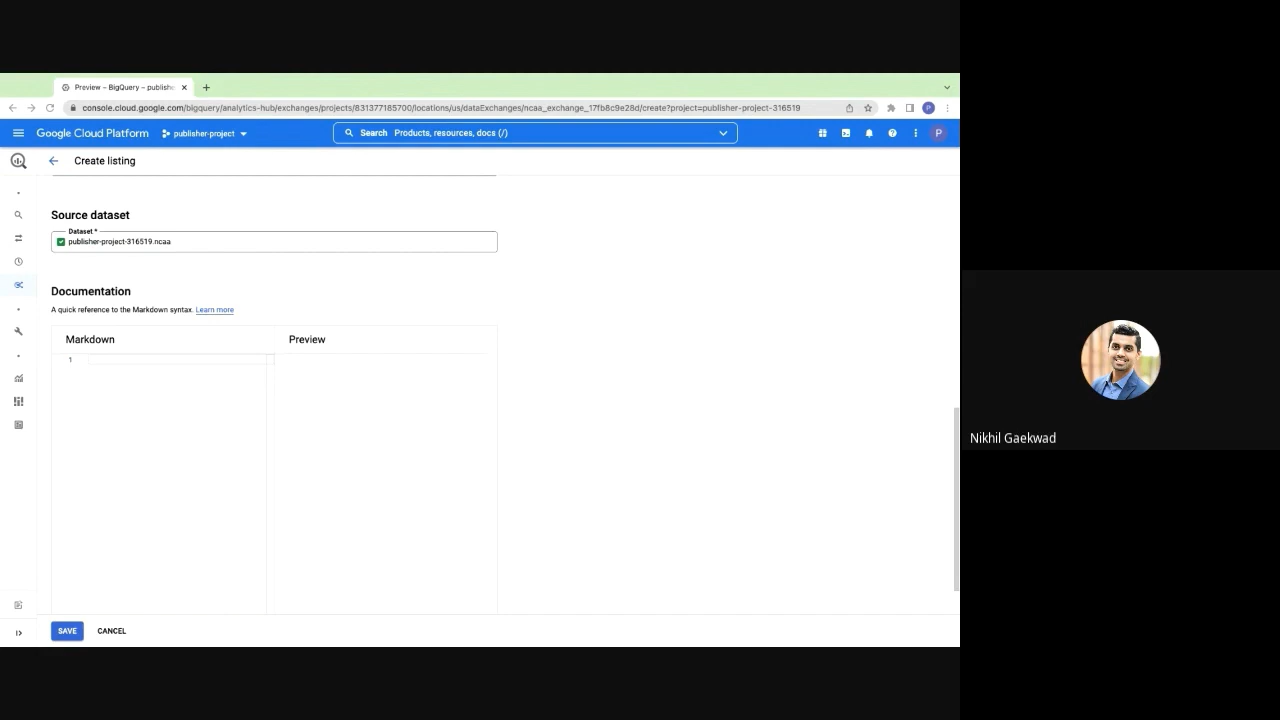 Preview – BigQuery – publishe
console.cloud.google.com/bigquery/analytics-hub/exchanges/projects/831377185700/locations/us/dataExchanges/ncaa_exchange_17fb8c9e28d/create?project=publisher-project-316519
P
Google Cloud Platform
publisher-project
Search Products, resources, docs (/)
P
Create listing
Source dataset
Dataset *
publisher-project-316519.ncaa
Documentation
A quick reference to the Markdown syntax. Learn more
Markdown
Preview
1
SAVE
CANCEL
Nikhil Gaekwad